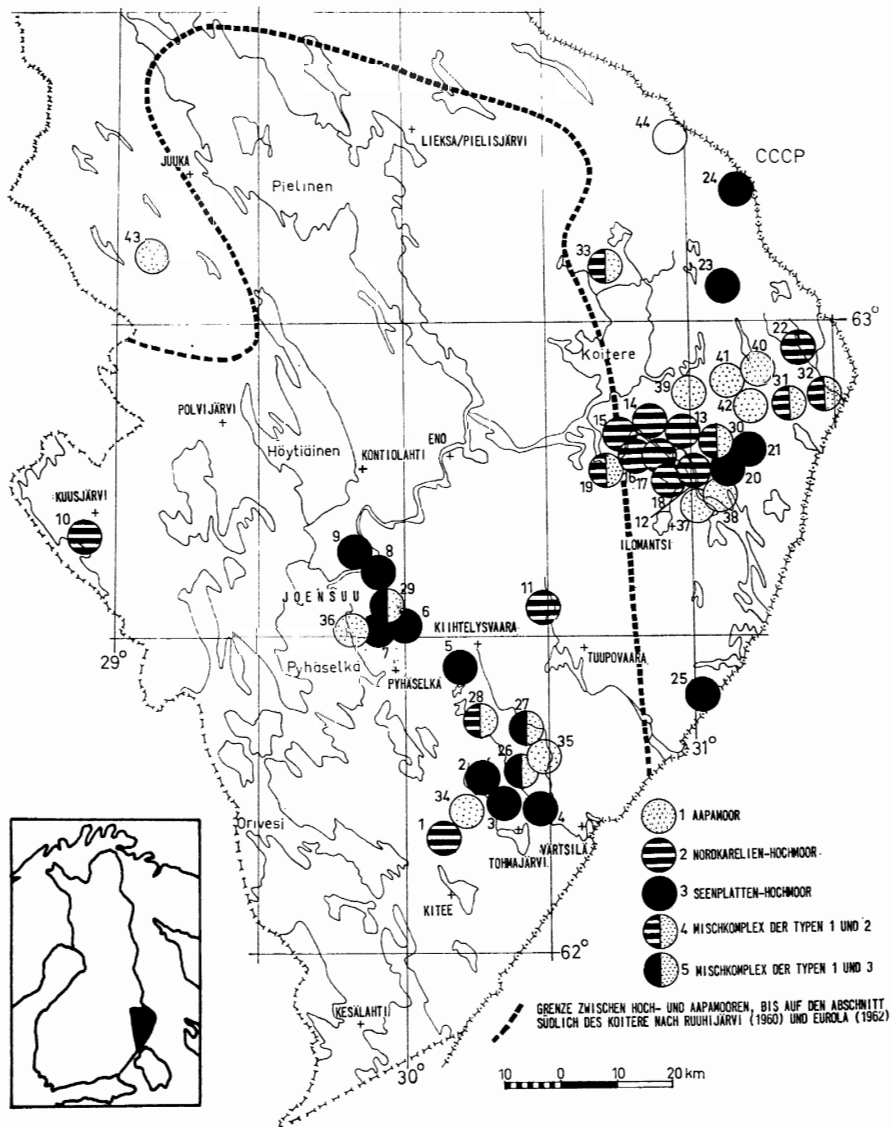 44
CCCP
LIEKSA/PIELISJÄRVI
24
JUUKA
Pielinen
43
33
23
63°
22
Koitere
40
41
39
31
32
42
POLVIJÄRVI
14
13
15
30
ENO
Höytiäinen
KONTIOLAHTI
21
16
17
20
19
KUUSJÄRVI
18
10
12
37
38
ILOMANTSI
9
8
JOENSUU
29
11
6
36
KIIHTELYSVAARA
7
29°
TUUPOVAARA
Pyhäselkä
PYHÄSELKÄ
5
25
28
27
31°
35
26
2
34
Orivesi
1
3
4
VÄRTSILÄ
TOHMAJÄRVI
KITEE
1 AAPAMOOR
2 NORDKARELIEN-HOCHMOOR
3 SEENPLATTEN-HOCHMOOR
4 MISCHKOMPLEX DER TYPEN 1 UND 2
5 MISCHKOMPLEX DER TYPEN 1 UND 3
62°
GRENZE ZWISCHEN HOCH- UND AAPAMOOREN, BIS AUF DEN ABSCHNITT
SÜDLICH DES KOITERE NACH RUUHIJÄRVI (1960) UND EUROLA (1962)
KESÄLAHTI
30°
10 0 10 20 km